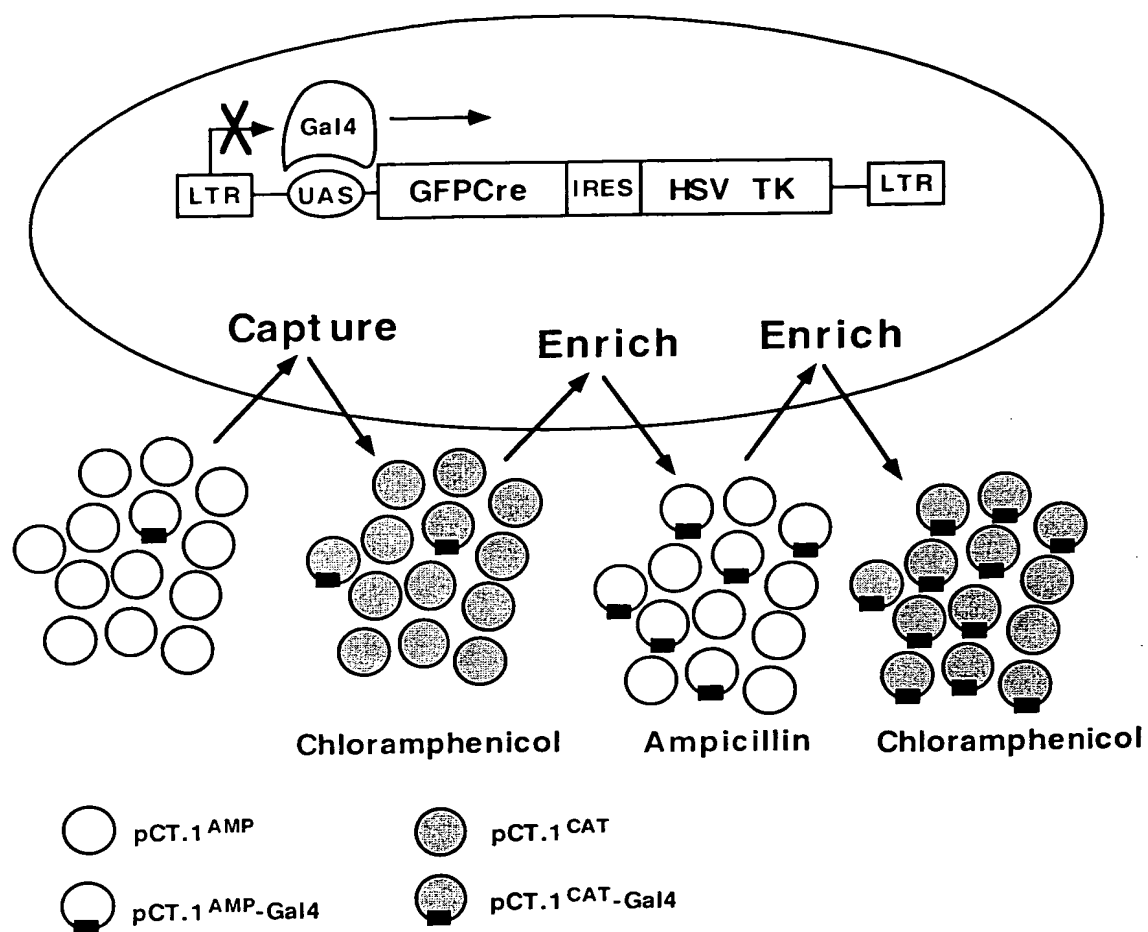 Gal4
LTR UAS GFPCre IRES HSV TK LTR
Capture Enrich Enrich
Chloramphenicol Ampicillin Chloramphenicol
pCT.1AMP pCT.1CAT
pCT.1AMP-Gal4 pCT.1CAT-Gal4